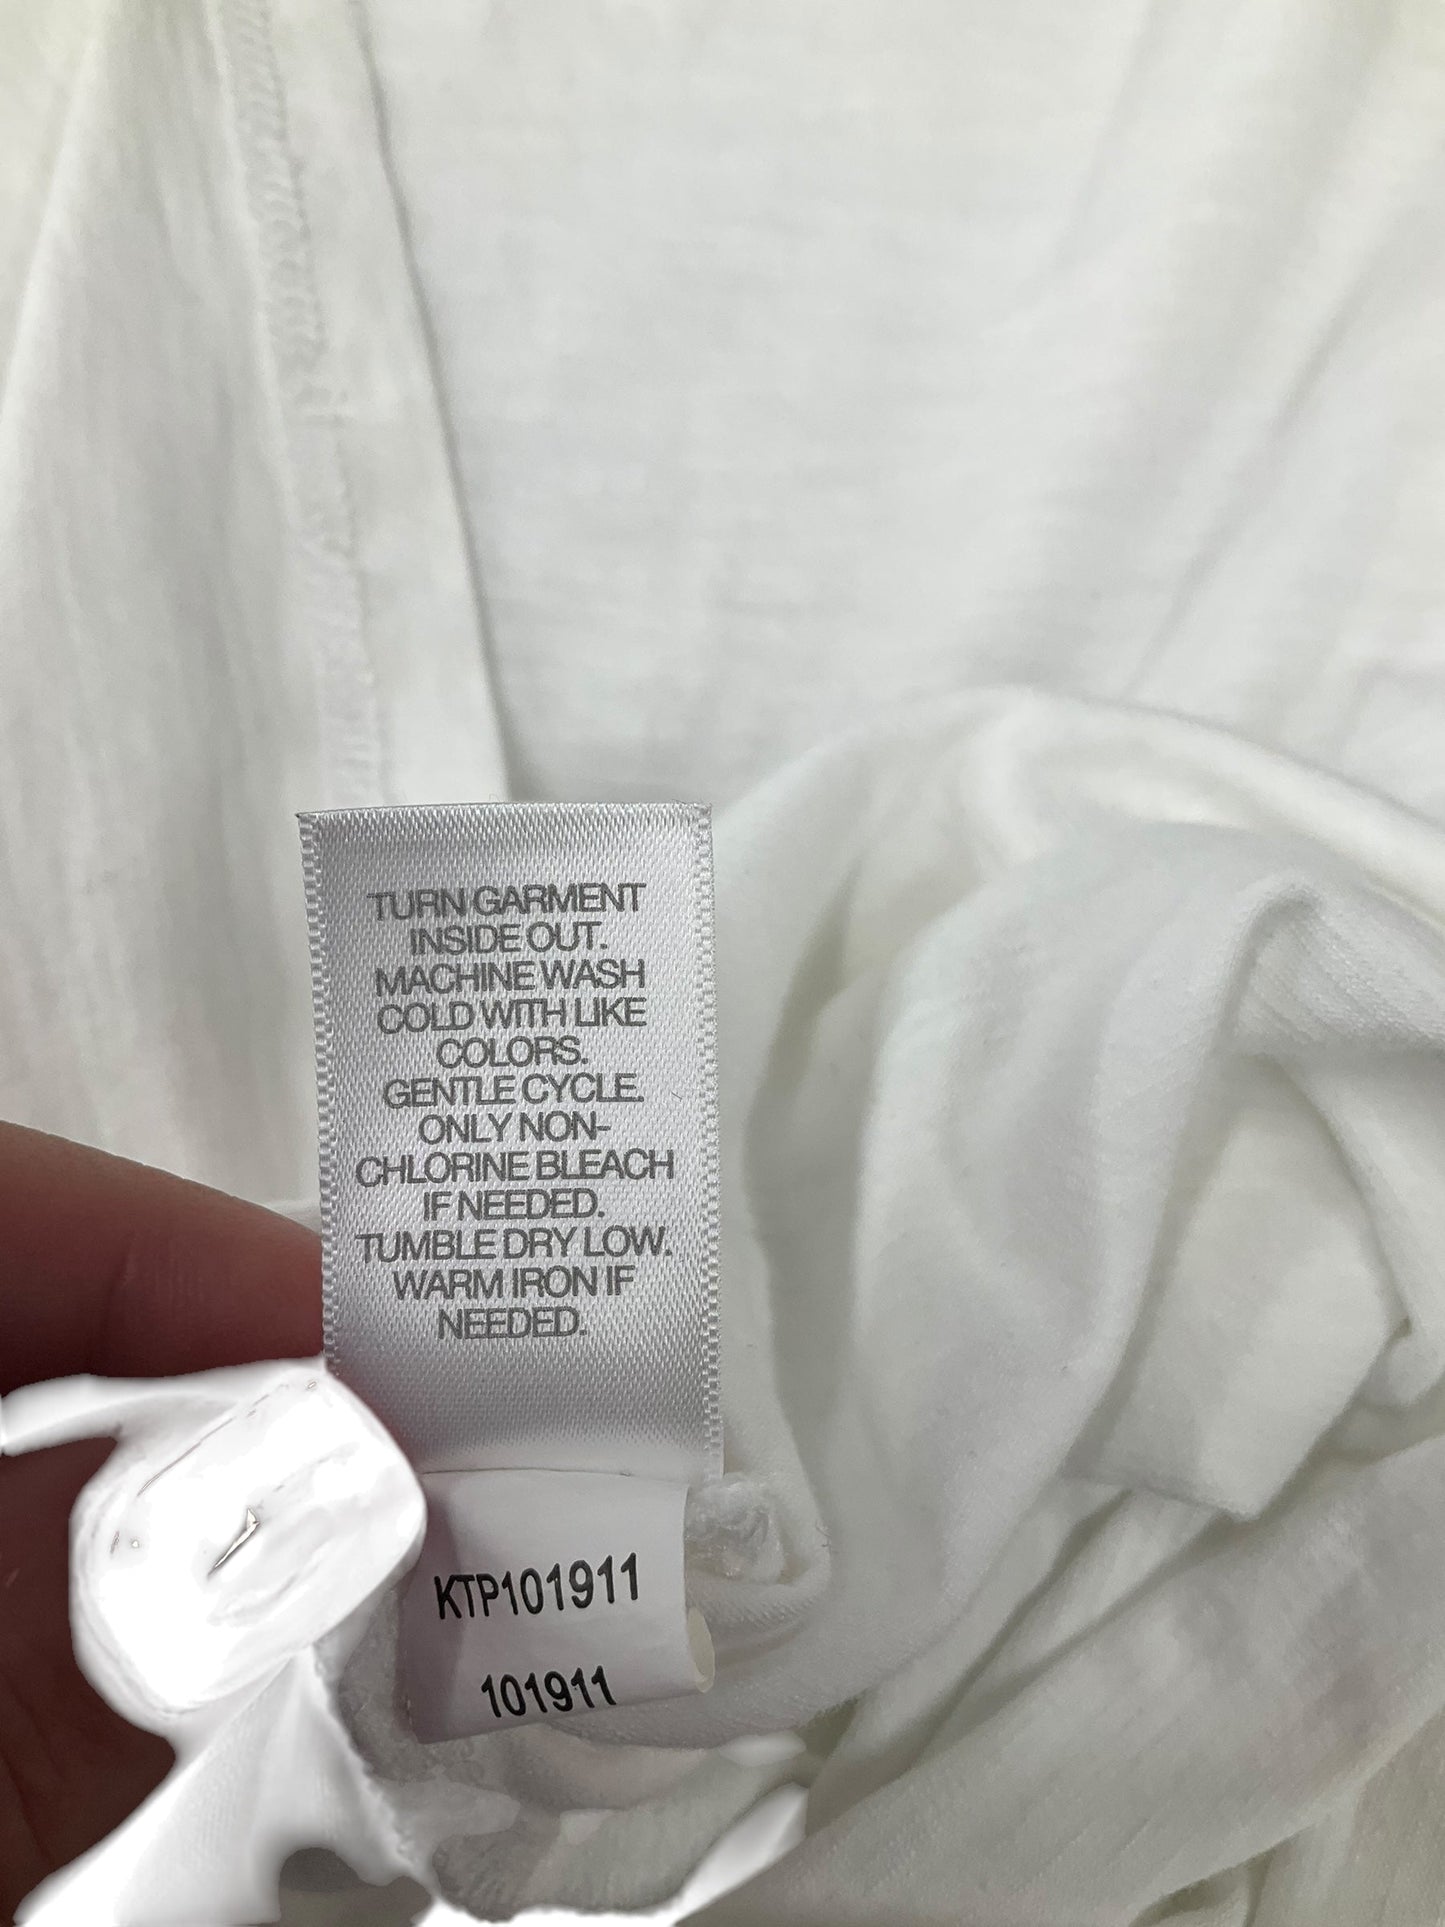 TURN GARMENT
INSIDE OUT.
MACHINE WASH
COLD WITH LIKE
COLORS.
GENTLE CYCLE.
ONLY NON-
CHLORINE BLEACH
IF NEEDED.
TUMBLE DRY LOW.
WARM IRON IF
NEEDED.
KTP101911
101911